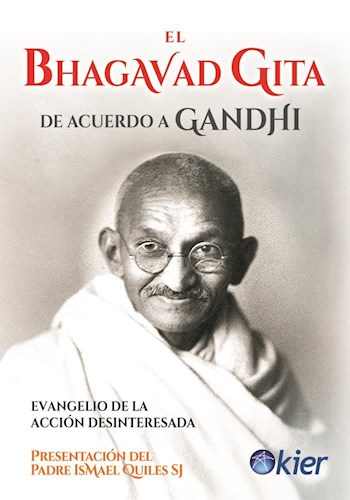 EL
BHAGAVAD GITA
DE ACUERDO A GANDHI
EVANGELIO DE LA
ACCIÓN DESINTERESADA
PRESENTACIÓN DEL
PADRE ISMAEL QUILES SJ
kier